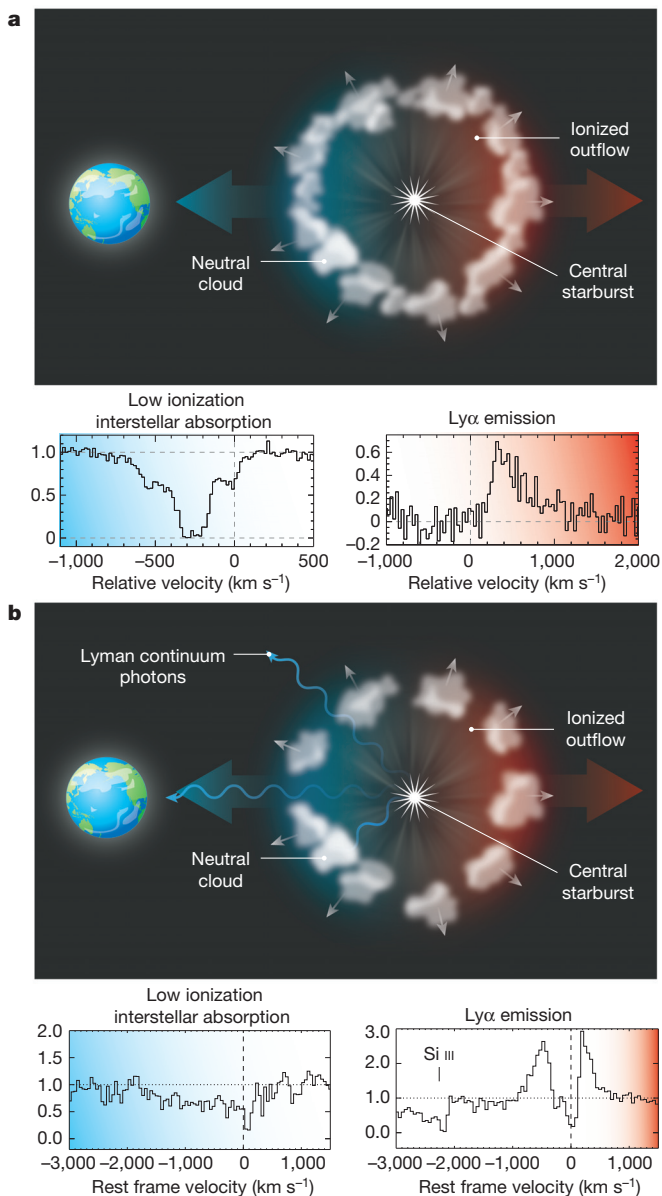 a
Ionized
outflow
Neutral
cloud
Central
starburst
Low ionization
interstellar absorption
Lyα emission
1.0
0.5
0
–1,000
–500
0
500
Relative velocity (km s⁻¹)
0.6
0.4
0.2
0
–0.2
–1,000
0
1,000
2,000
Relative velocity (km s⁻¹)
b
Lyman continuum
photons
Ionized
outflow
Neutral
cloud
Central
starburst
Low ionization
interstellar absorption
Lyα emission
2.0
1.5
1.0
0.5
0.0
–3,000
–2,000
–1,000
0
1,000
Rest frame velocity (km s⁻¹)
3.0
Si III
2.0
1.0
0.0
–3,000
–2,000
–1,000
0
1,000
Rest frame velocity (km s⁻¹)